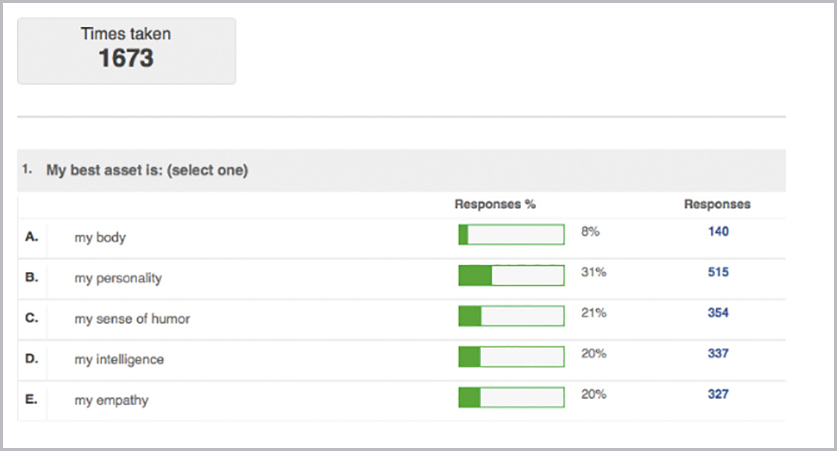 Times taken
1673
1. My best asset is: (select one)
Responses % Responses
A. my body 8% 140
B. my personality 31% 515
C. my sense of humor 21% 354
D. my intelligence 20% 337
E. my empathy 20% 327